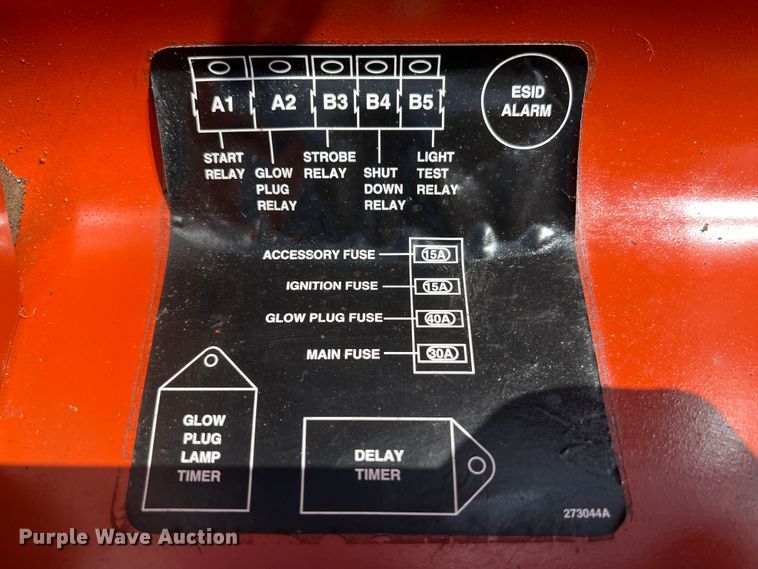 A1 A2 B3 B4 B5
ESID
ALARM
START
RELAY
GLOW
PLUG
RELAY
STROBE
RELAY
SHUT
DOWN
RELAY
LIGHT
TEST
RELAY
ACCESSORY FUSE 15A
IGNITION FUSE 15A
GLOW PLUG FUSE 40A
MAIN FUSE 30A
GLOW
PLUG
LAMP
TIMER
DELAY
TIMER
273044A
Purple Wave Auction